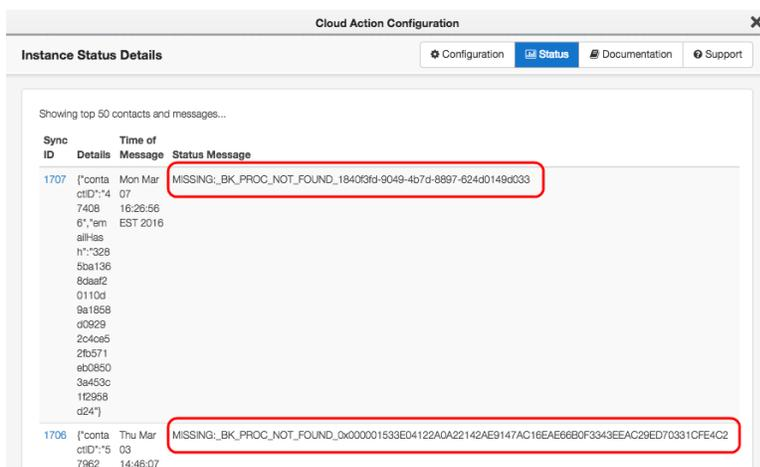 Cloud Action Configuration
Instance Status Details
Configuration
Status
Documentation
Support
Showing top 50 contacts and messages...
Sync ID Details Time of Message Status Message
1707 {"conta Mon Mar MISSING:_BK_PROC_NOT_FOUND_1840f3fd-9049-4b7d-8897-624d0149d033
ctID":"4 07
7408 16:26:56
6","em EST 2016
ailHas
h":"328
5ba136
8daaf2
0110d
9a1858
d0929
2c4ce5
2fb571
eb0850
3a453c
1f2958
d24"}
1706 {"conta Thu Mar MISSING:_BK_PROC_NOT_FOUND_0x000001533E04122A0A22142AE9147AC16EAE66B0F3343EEAC29ED70331CFE4C2
ctID":"5 03
7962 14:46:07